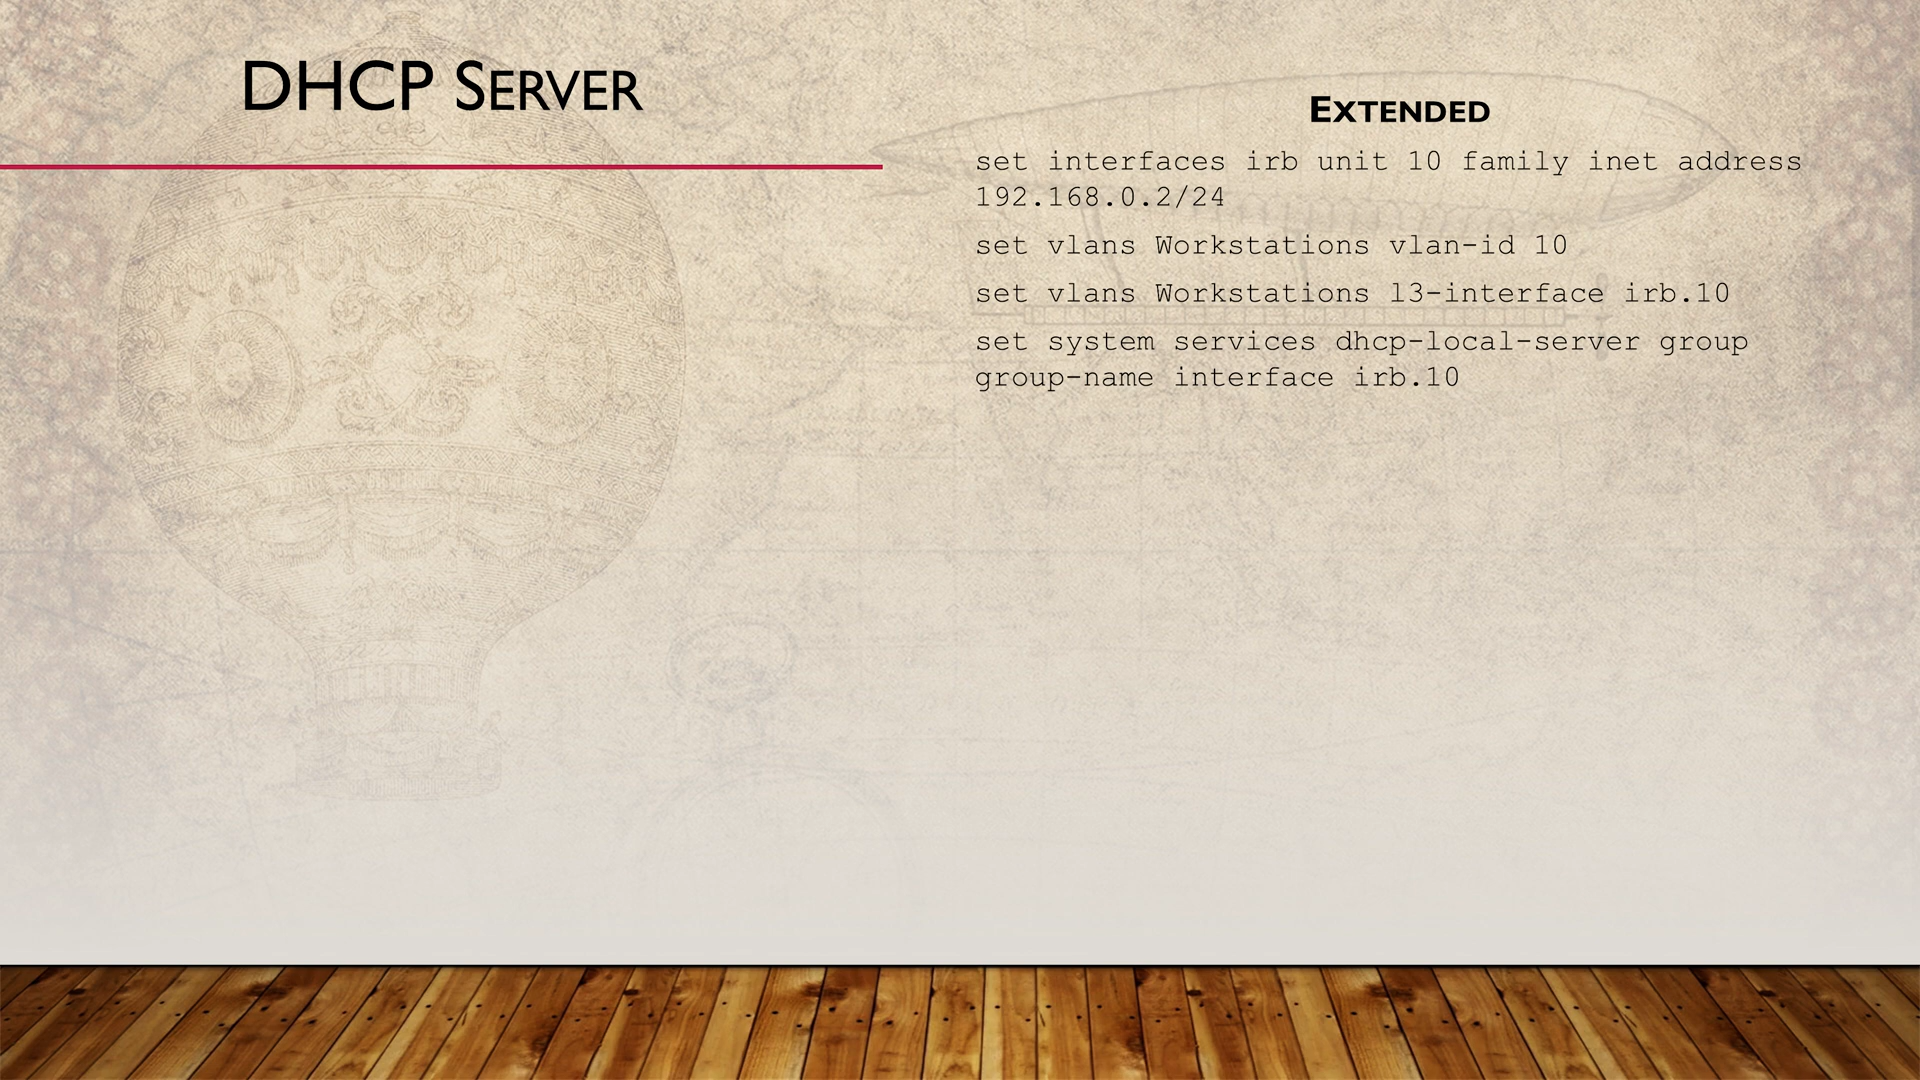 DHCP Server
Extended
set interfaces irb unit 10 family inet address
192.168.0.2/24
set vlans Workstations vlan-id 10
set vlans Workstations l3-interface irb.10
set system services dhcp-local-server group
group-name interface irb.10